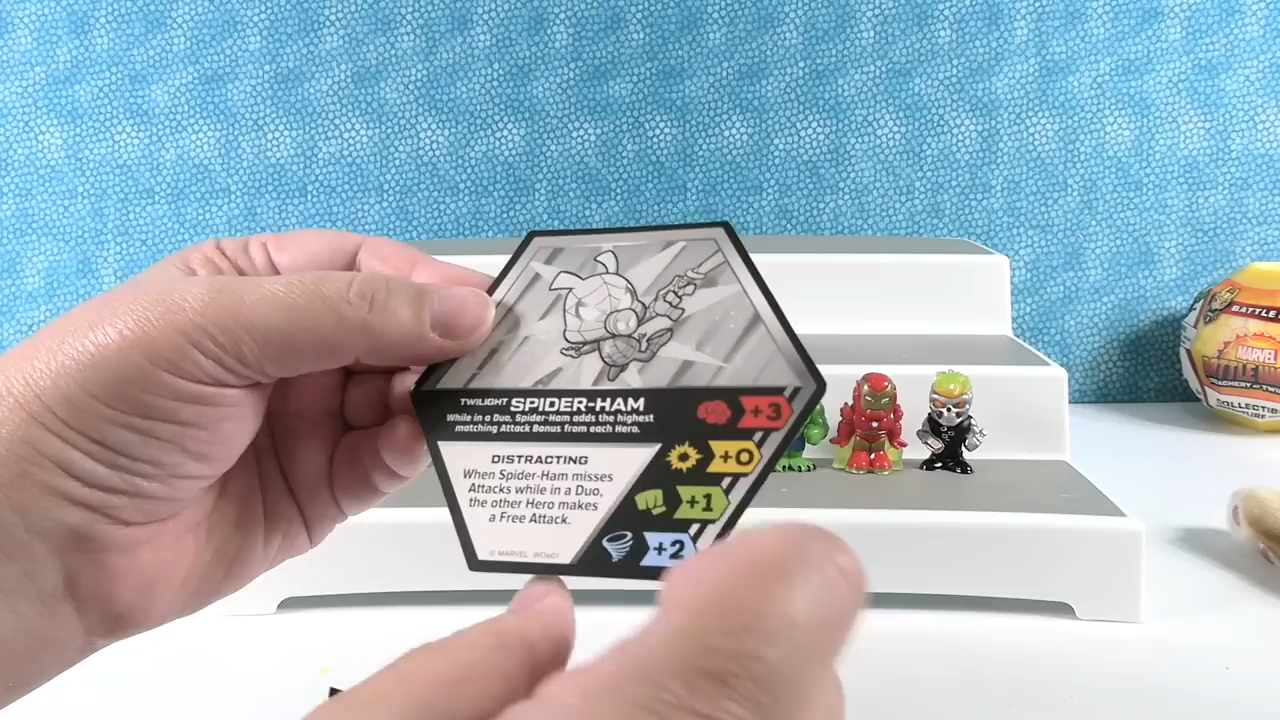 TWILIGHT SPIDER-HAM
While in a Duo, Spider-Ham adds the highest
matching Attack Bonus from each Hero.
+3
DISTRACTING
When Spider-Ham misses
Attacks while in a Duo,
the other Hero makes
a Free Attack.
+0
+1
+2
© MARVEL
BATTLE
MARVEL